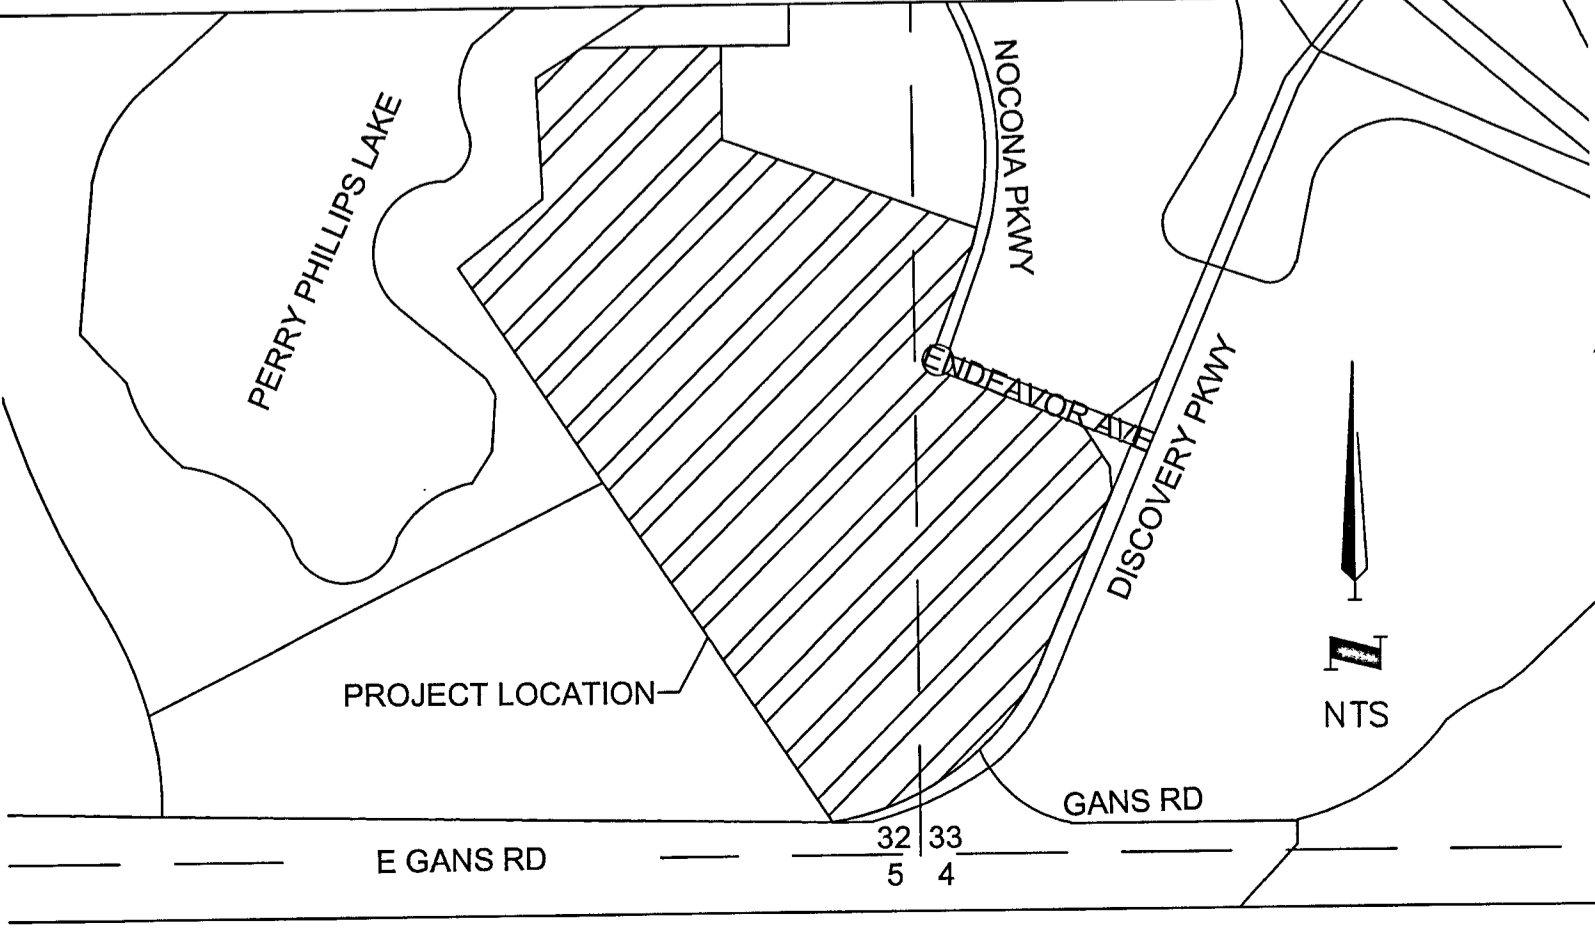 NOCONA PKWY
PERRY PHILLIPS LAKE
ENDEAVOR AVE
DISCOVERY PKWY
PROJECT LOCATION
N
NTS
GANS RD
32 33
E GANS RD
5 4